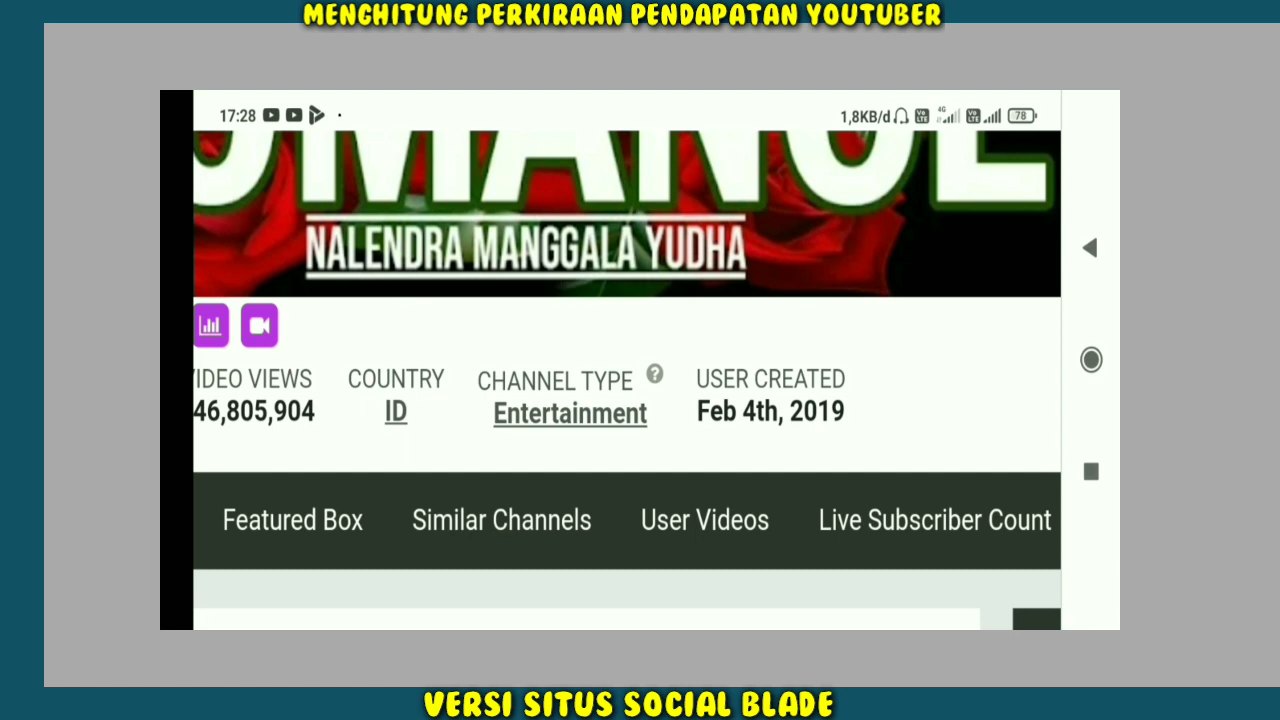 MENGHITUNG PERKIRAAN PENDAPATAN YOUTUBER
17:28 1,8KB/d 4G 78
NALENDRA MANGGALA YUDHA
VIDEO VIEWS COUNTRY CHANNEL TYPE ? USER CREATED
46,805,904 ID Entertainment Feb 4th, 2019
Featured Box Similar Channels User Videos Live Subscriber Count
VERSI SITUS SOCIAL BLADE